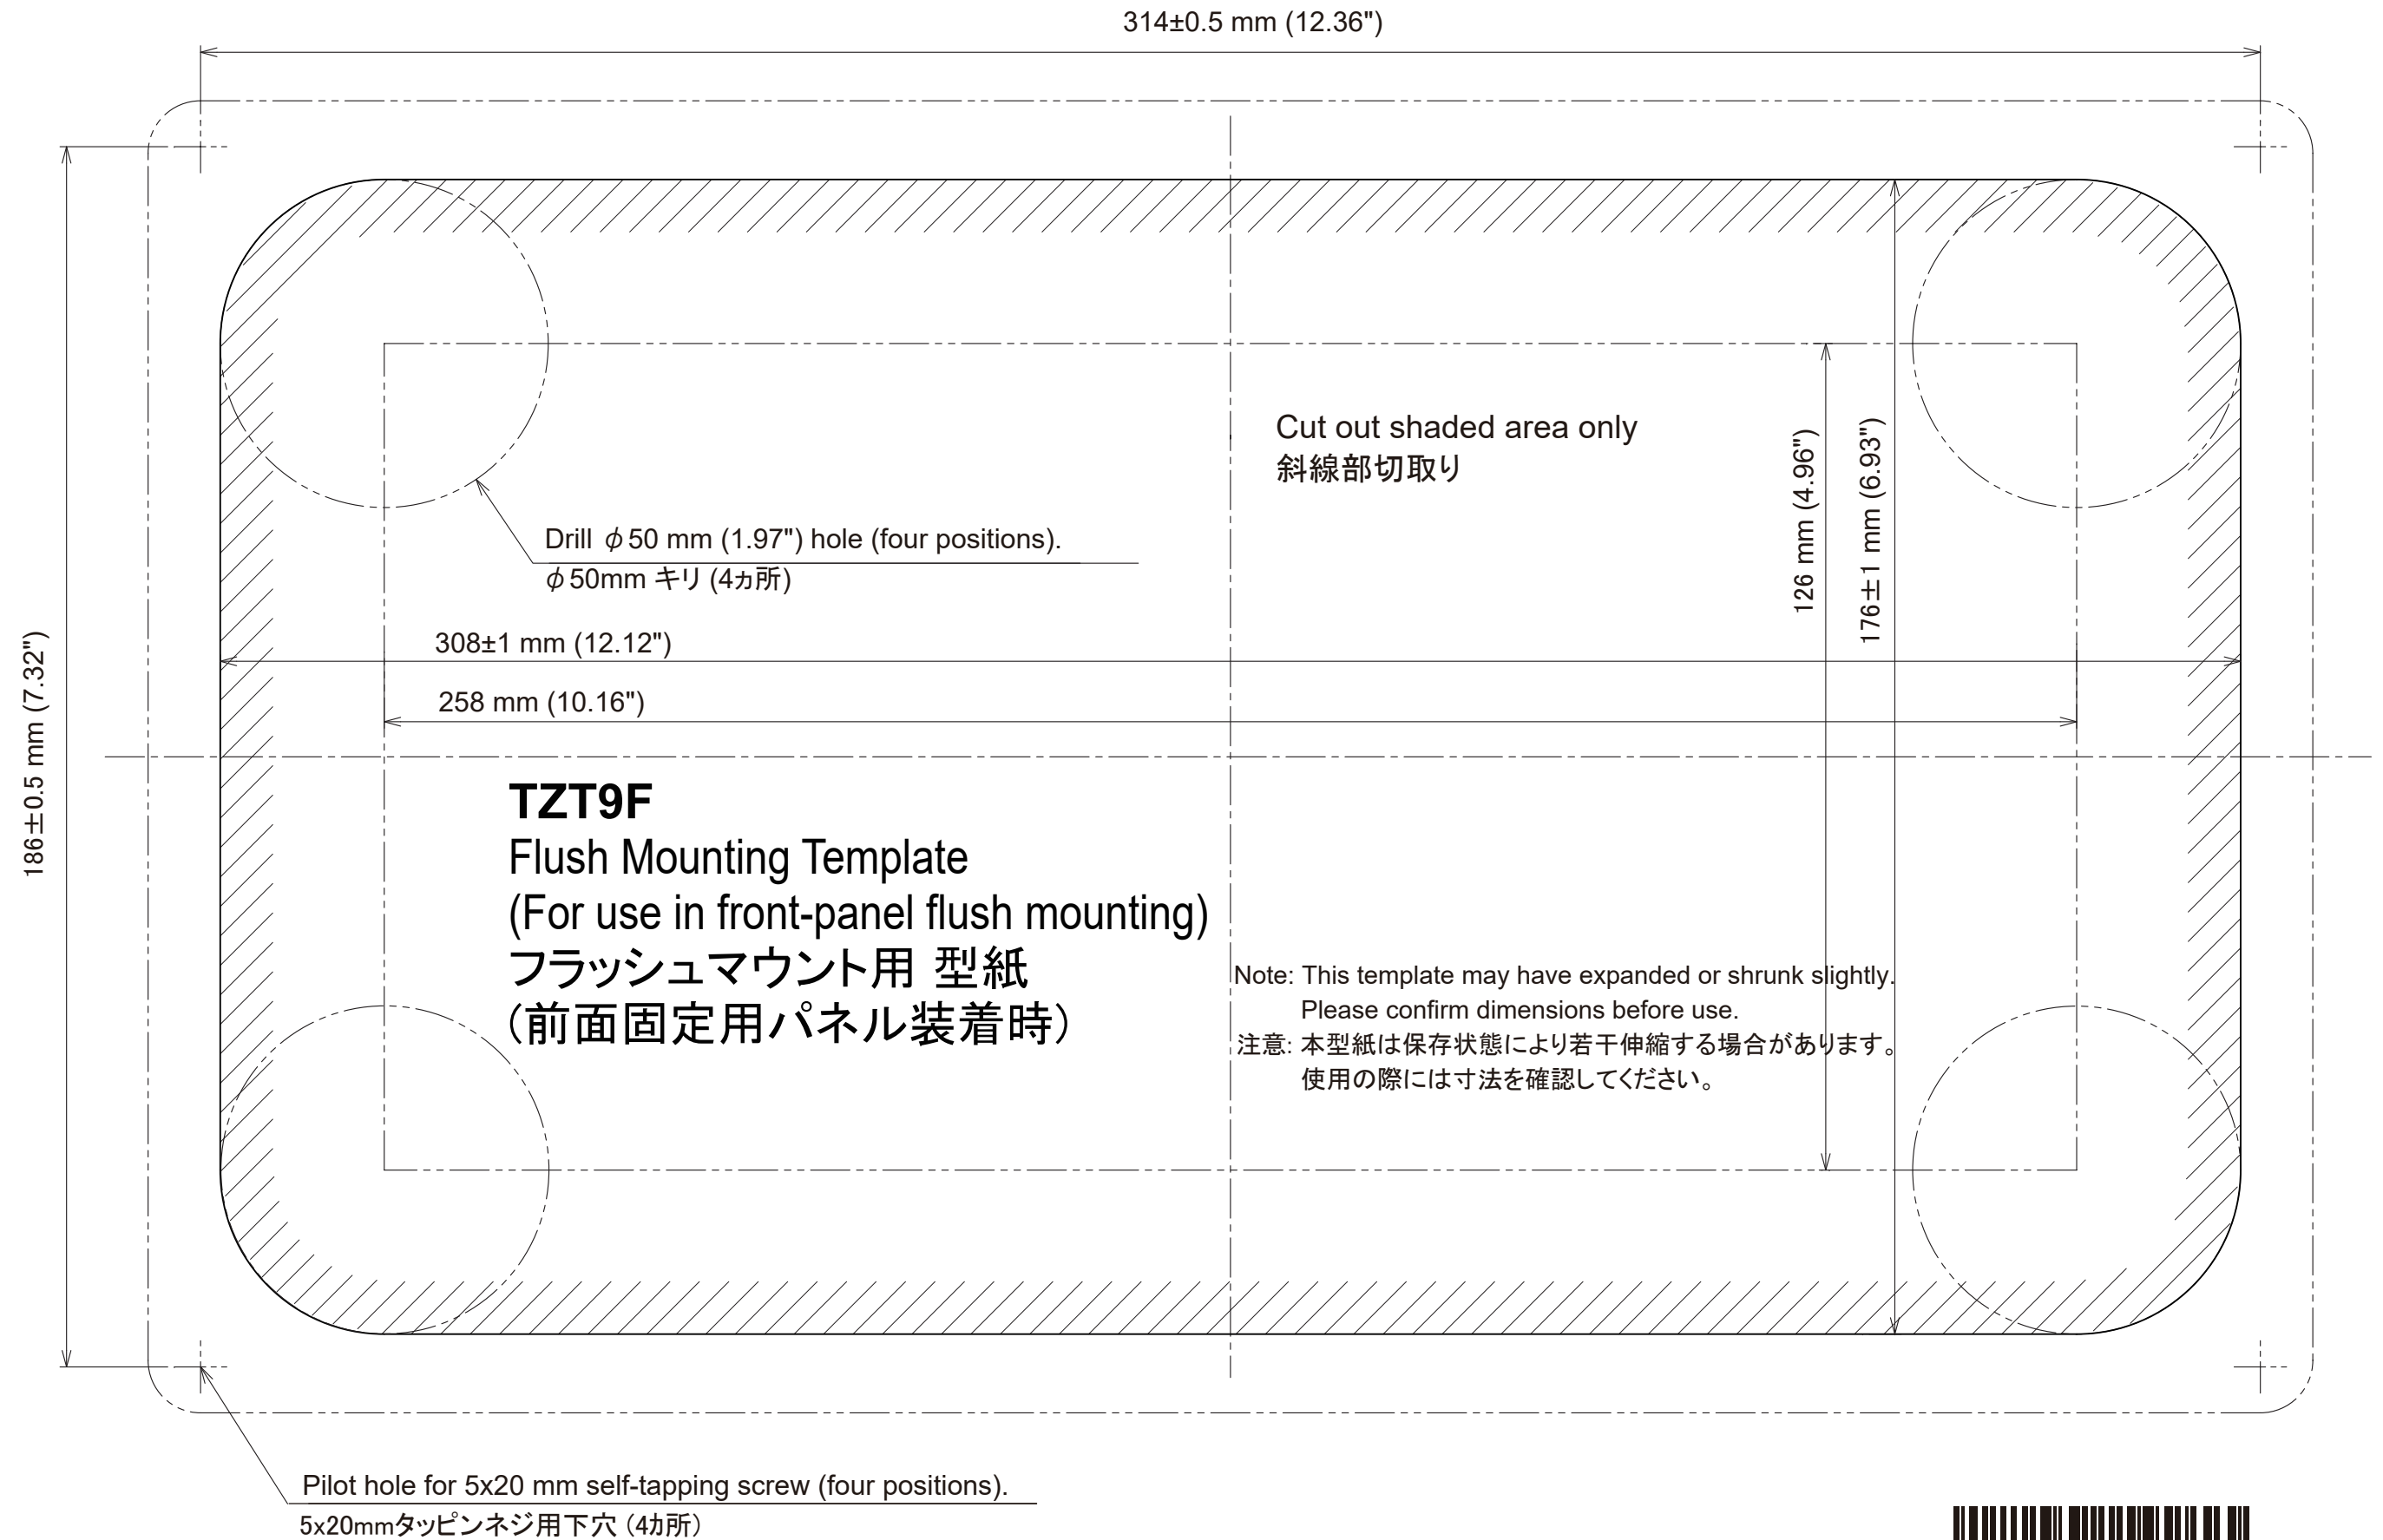 314±0.5 mm (12.36")
Cut out shaded area only
斜線部切取り
126 mm (4.96")
176±1 mm (6.93")
Drill φ50 mm (1.97") hole (four positions).
φ50mm キリ (4ヵ所)
308±1 mm (12.12")
258 mm (10.16")
186±0.5 mm (7.32")
TZT9F
Flush Mounting Template
(For use in front-panel flush mounting)
フラッシュマウント用 型紙
(前面固定用パネル装着時)
Note: This template may have expanded or shrunk slightly.
Please confirm dimensions before use.
注意: 本型紙は保存状態により若干伸縮する場合があります。
使用の際には寸法を確認してください。
Pilot hole for 5x20 mm self-tapping screw (four positions).
5x20mmタッピンネジ用下穴 (4カ所)